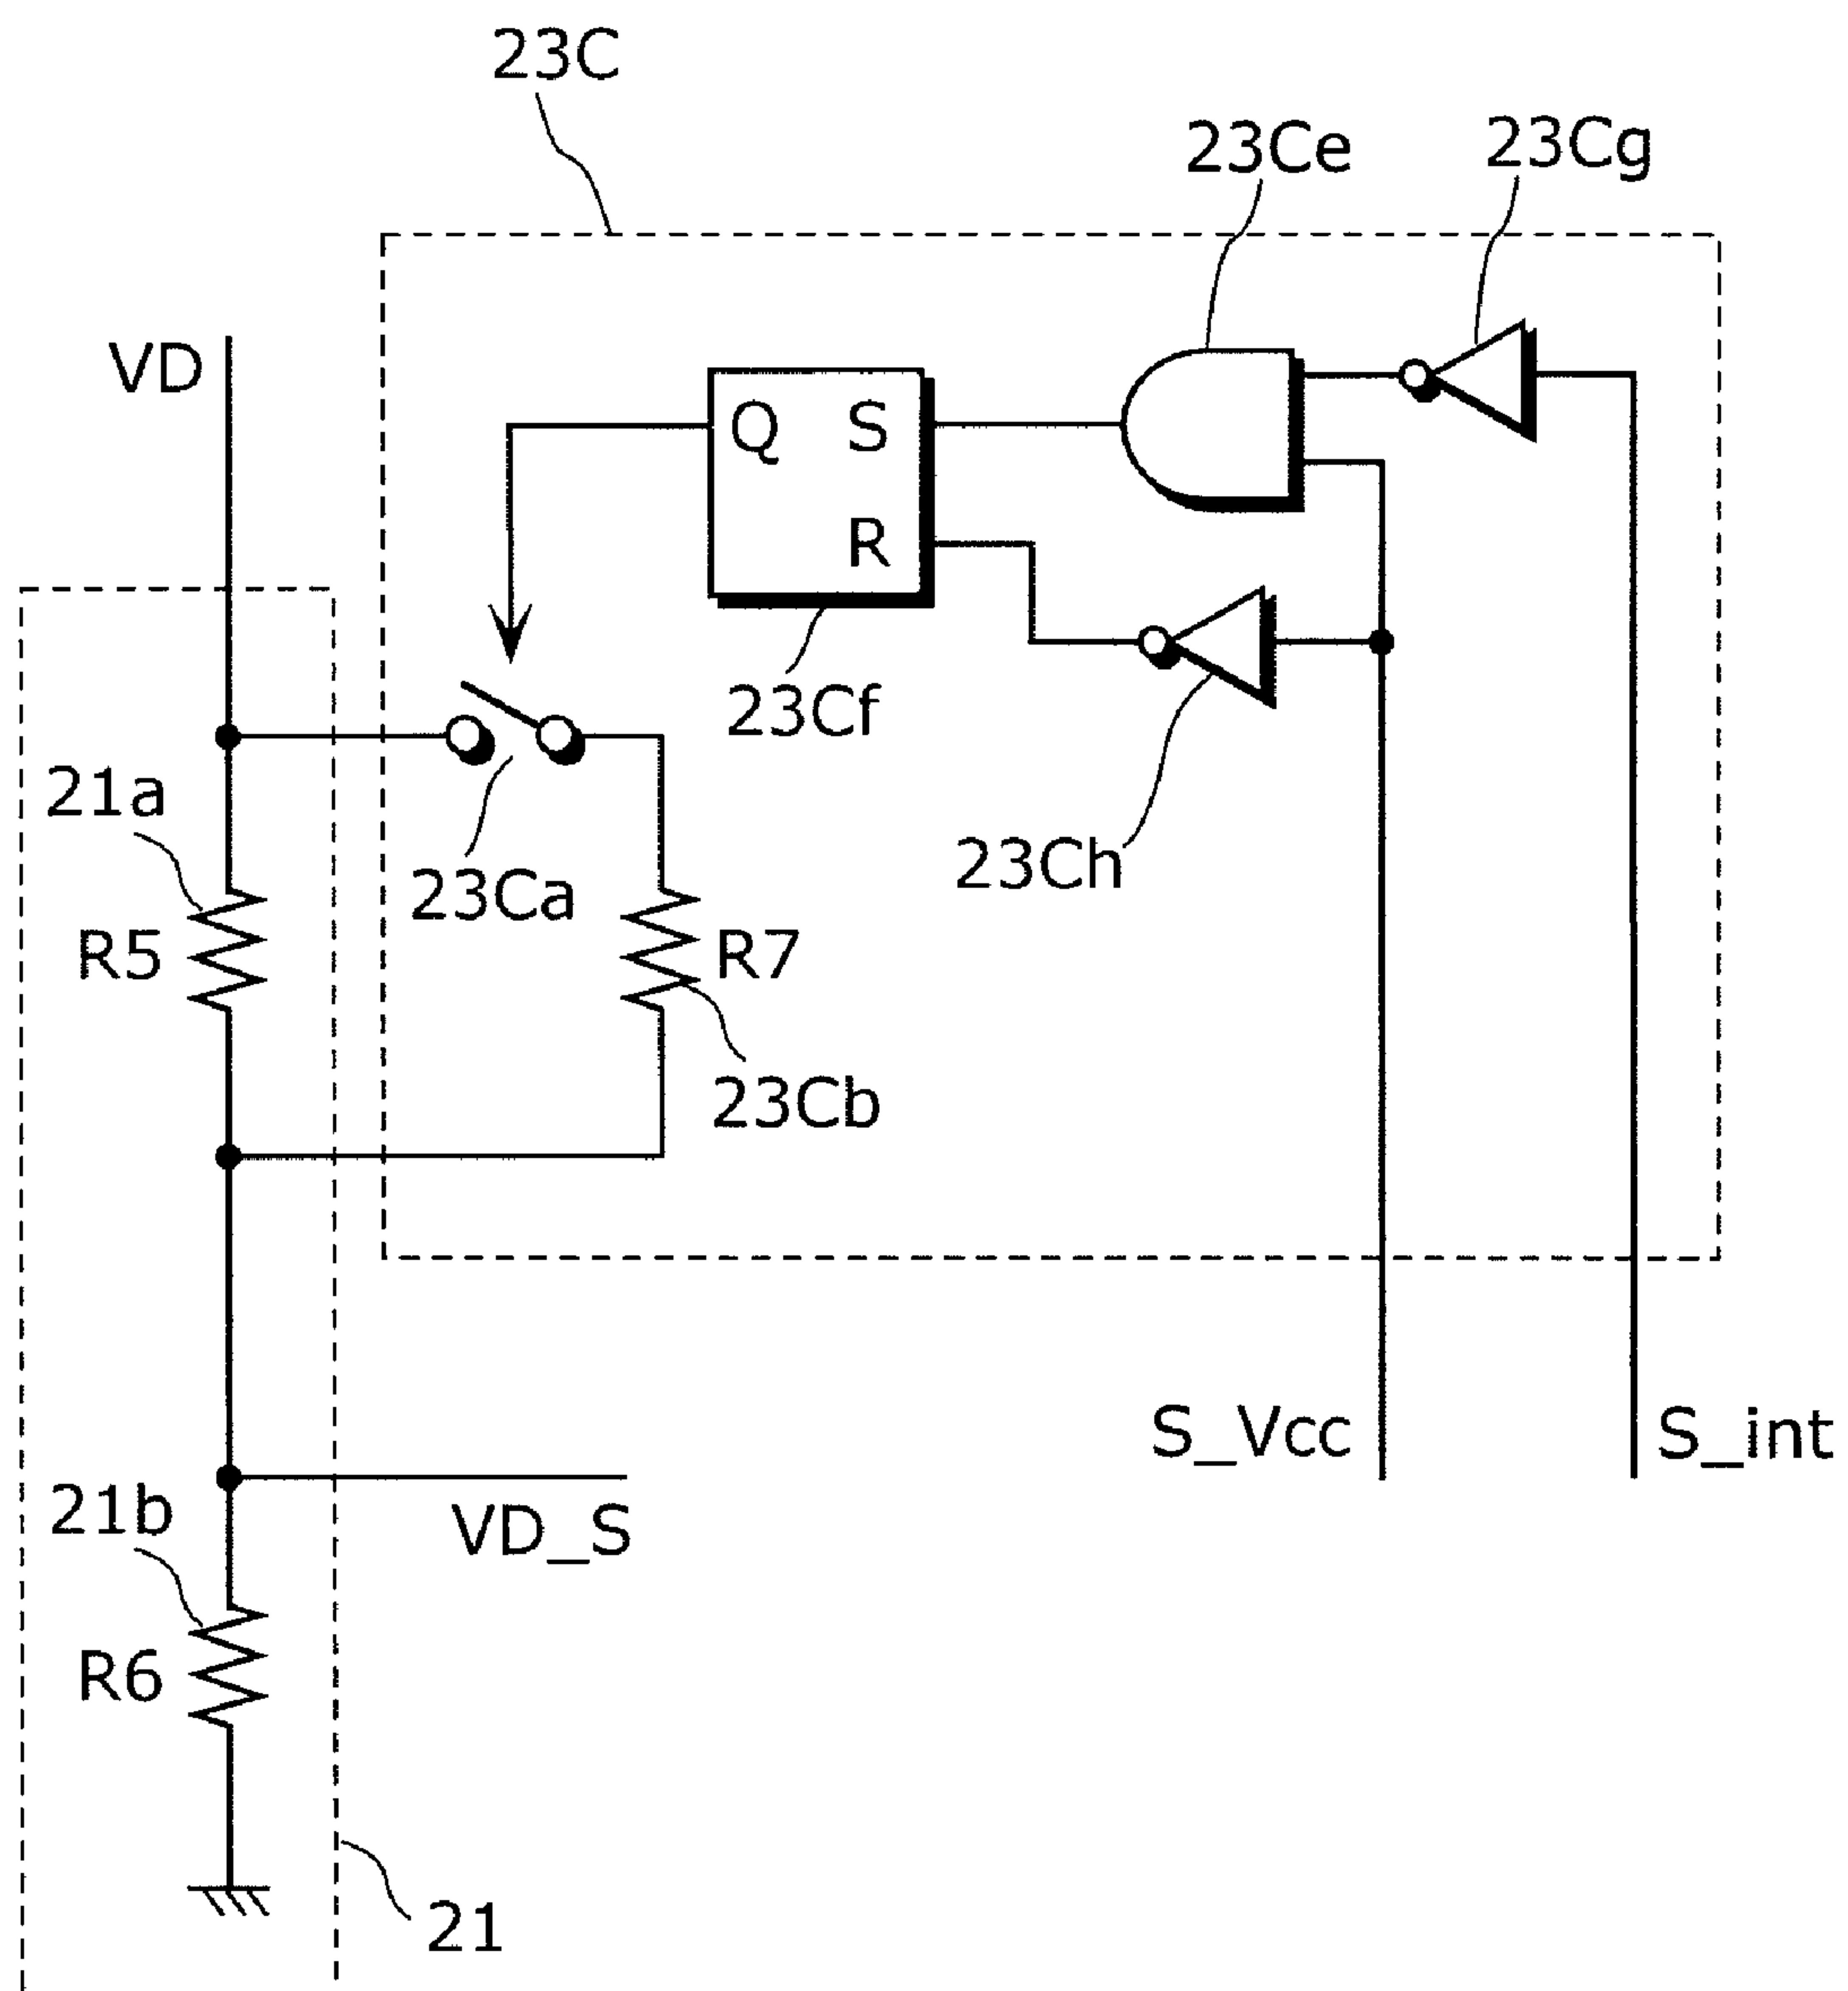 23C
23Ce
23Cg
VD
Q
S
R
21a
23Cf
23Ca
23Ch
R5
R7
23Cb
S_Vcc
S_int
21b
VD_S
R6
21